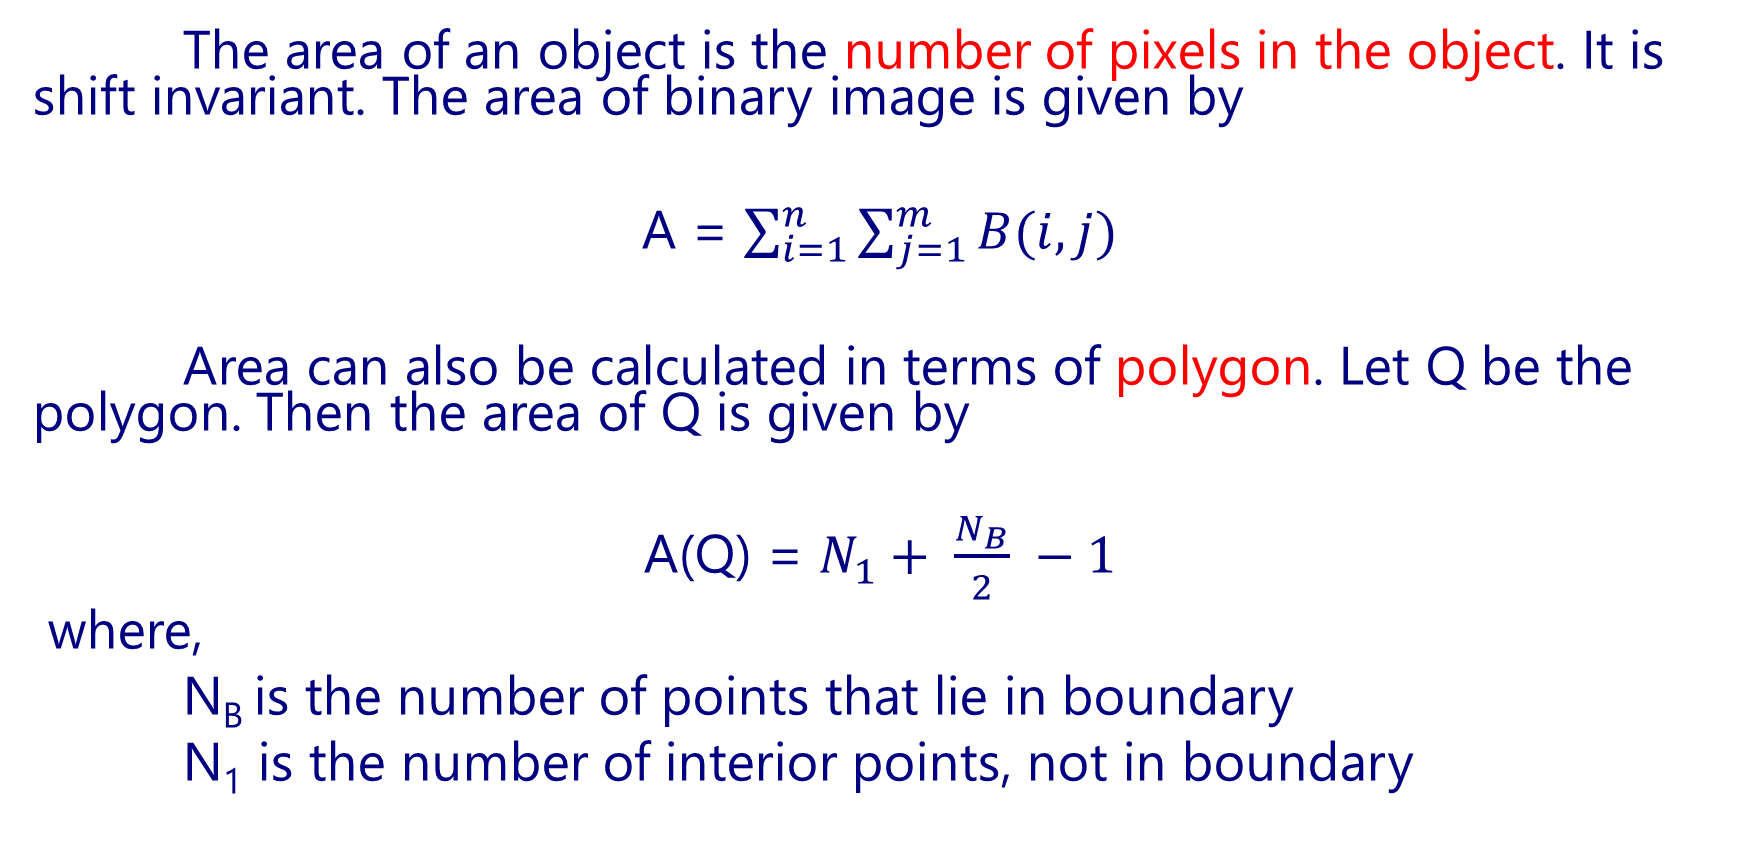 The area of an object is the number of pixels in the object. It is
shift invariant. The area of binary image is given by
A = ∑ⁿᵢ₌₁ ∑ᵐⱼ₌₁ B(i, j)
Area can also be calculated in terms of polygon. Let Q be the
polygon. Then the area of Q is given by
A(Q) = N₁ + N_B/2 − 1
where,
N_B is the number of points that lie in boundary
N₁ is the number of interior points, not in boundary